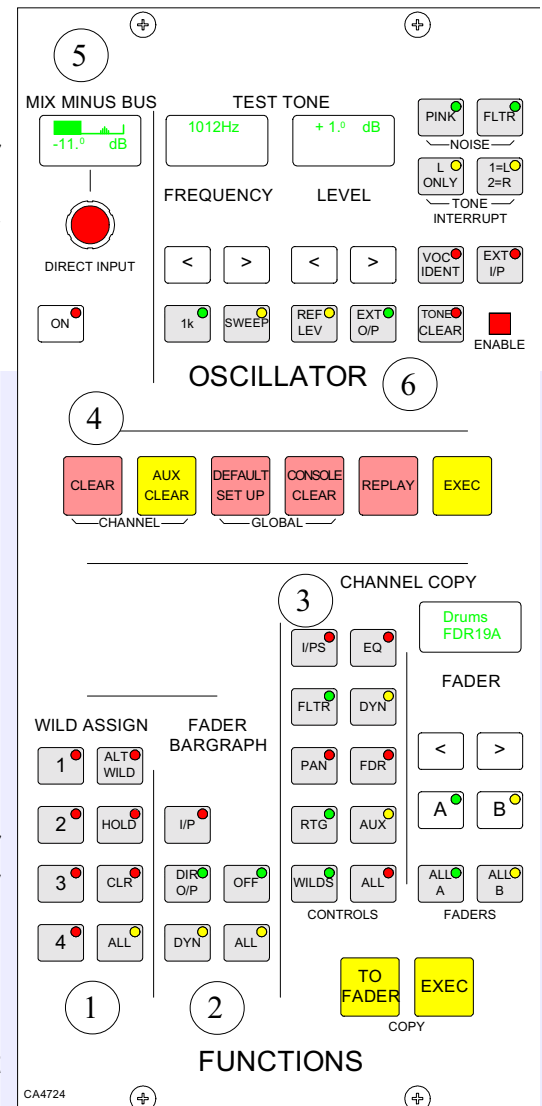 5
MIX MINUS BUS
-11.⁰ dB
DIRECT INPUT
ON
TEST TONE
1012Hz
+ 1.⁰ dB
FREQUENCY
LEVEL
< > < >
1k
SWEEP
REF LEV
EXT O/P
PINK
FLTR
NOISE
L ONLY
1=L 2=R
TONE
INTERRUPT
VOC IDENT
EXT I/P
TONE CLEAR
ENABLE
OSCILLATOR
6
4
CLEAR
AUX CLEAR
CHANNEL
DEFAULT SET UP
CONSOLE CLEAR
GLOBAL
REPLAY
EXEC
WILD ASSIGN
1
ALT WILD
2
HOLD
3
CLR
4
ALL
1
FADER
BARGRAPH
I/P
DIR O/P
OFF
DYN
ALL
2
3
CHANNEL COPY
I/PS
EQ
FLTR
DYN
PAN
FDR
RTG
AUX
WILDS
ALL
CONTROLS
Drums
FDR19A
FADER
< >
A
B
ALL A
ALL B
FADERS
TO FADER
EXEC
COPY
FUNCTIONS
CA4724